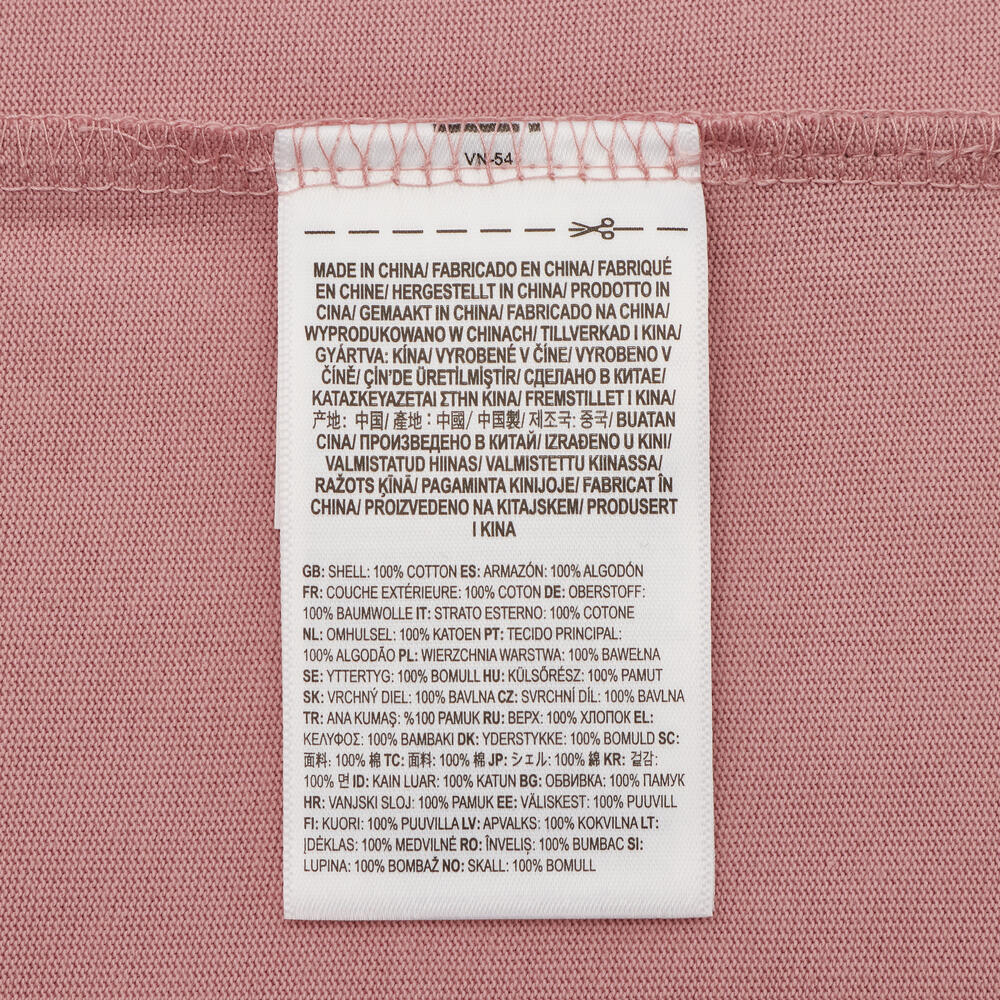 VN-54
MADE IN CHINA/ FABRICADO EN CHINA/ FABRIQUÉ
EN CHINE/ HERGESTELLT IN CHINA/ PRODOTTO IN
CINA/ GEMAAKT IN CHINA/ FABRICADO NA CHINA/
WYPRODUKOWANO W CHINACH/ TILLVERKAD I KINA/
GYÁRTVA: KÍNA/ VYROBENÉ V ČÍNE/ VYROBENO V
ČÍNĚ/ ÇİN'DE ÜRETİLMİŞTİR/ СДЕЛАНО В КИТАЕ/
ΚΑΤΑΣΚΕΥΑΖΕΤΑΙ ΣΤΗΝ ΚΙΝΑ/ FREMSTILLET I KINA/
产地: 中国/ 產地: 中國/ 中国製/ 제조국: 중국/ BUATAN
CINA/ ПРОИЗВЕДЕНО В КИТАЙ/ IZRAĐENO U KINI/
VALMISTATUD HIINAS/ VALMISTETTU KIINASSA/
RAŽOTS ĶĪNĀ/ PAGAMINTA KINIJOJE/ FABRICAT ÎN
CHINA/ PROIZVEDENO NA KITAJSKEM/ PRODUSERT
I KINA
GB: SHELL: 100% COTTON ES: ARMAZÓN: 100% ALGODÓN
FR: COUCHE EXTÉRIEURE: 100% COTON DE: OBERSTOFF:
100% BAUMWOLLE IT: STRATO ESTERNO: 100% COTONE
NL: OMHULSEL: 100% KATOEN PT: TECIDO PRINCIPAL:
100% ALGODÃO PL: WIERZCHNIA WARSTWA: 100% BAWEŁNA
SE: YTTERTYG: 100% BOMULL HU: KÜLSŐRÉSZ: 100% PAMUT
SK: VRCHNÝ DIEL: 100% BAVLNA CZ: SVRCHNÍ DÍL: 100% BAVLNA
TR: ANA KUMAŞ: %100 PAMUK RU: ВЕРХ: 100% ХЛОПОК EL:
ΚΕΛΥΦΟΣ: 100% ΒΑΜΒΑΚΙ DK: YDERSTYKKE: 100% BOMULD SC:
面料: 100% 棉 TC: 面料: 100% 棉 JP: シェル: 100% 綿 KR: 겉감:
100% 면 ID: KAIN LUAR: 100% KATUN BG: ОБВИВКА: 100% ПАМУК
HR: VANJSKI SLOJ: 100% PAMUK EE: VÄLISKEST: 100% PUUVILL
FI: KUORI: 100% PUUVILLA LV: APVALKS: 100% KOKVILNA LT:
ĮDĖKLAS: 100% MEDVILNĖ RO: ÎNVELIȘ: 100% BUMBAC SI:
LUPINA: 100% BOMBAŽ NO: SKALL: 100% BOMULL